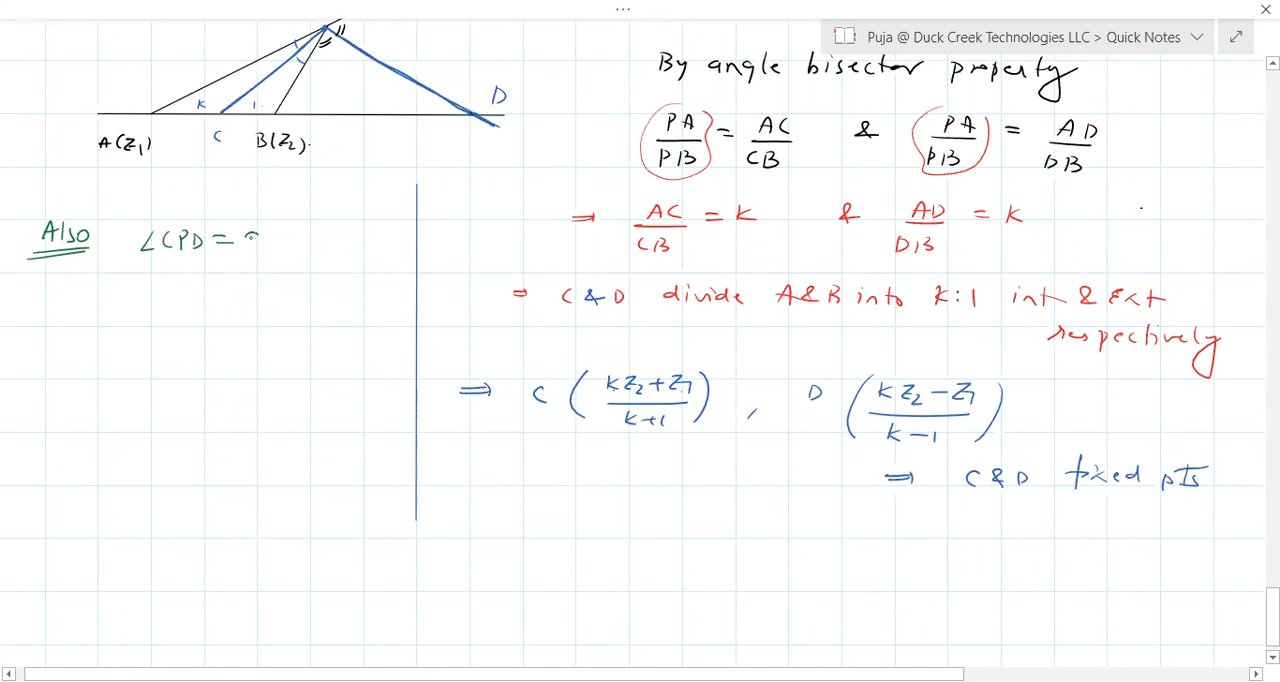 Puja @ Duck Creek Technologies LLC > Quick Notes
By angle bisector property
PA/PB = AC/CB & PA/PB = AD/DB
⇒ AC/CB = K & AD/DB = K
⇒ C & D divide A & B into K:1 int & Ext
respectively
⇒ C ( (KZ₂+Z₁)/(K+1) ) , D ( (KZ₂−Z₁)/(K−1) )
⇒ C & D fixed pts
K 1 D
A(Z₁) C B(Z₂).
Also ∠CPD =